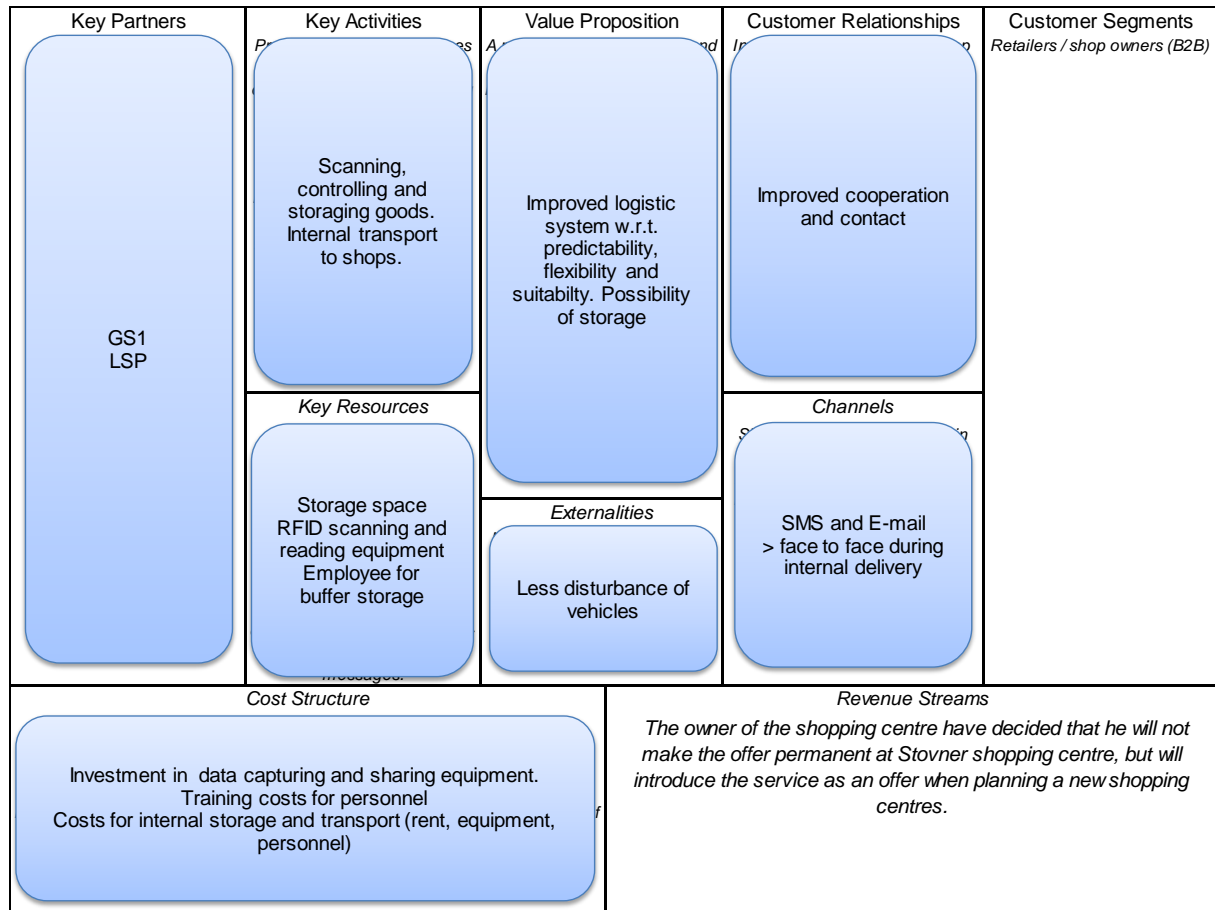 Key Partners
GS1
LSP
Key Activities
Scanning,
controlling and
storaging goods.
Internal transport
to shops.
Key Resources
Storage space
RFID scanning and
reading equipment
Employee for
buffer storage
messages.
Value Proposition
Improved logistic
system w.r.t.
predictability,
flexibility and
suitabilty. Possibility
of storage
Externalities
Less disturbance of
vehicles
Customer Relationships
Improved cooperation
and contact
Channels
SMS and E-mail
> face to face during
internal delivery
Customer Segments
Retailers / shop owners (B2B)
Cost Structure
Investment in data capturing and sharing equipment.
Training costs for personnel
Costs for internal storage and transport (rent, equipment,
personnel)
Revenue Streams
The owner of the shopping centre have decided that he will not
make the offer permanent at Stovner shopping centre, but will
introduce the service as an offer when planning a new shopping
centres.